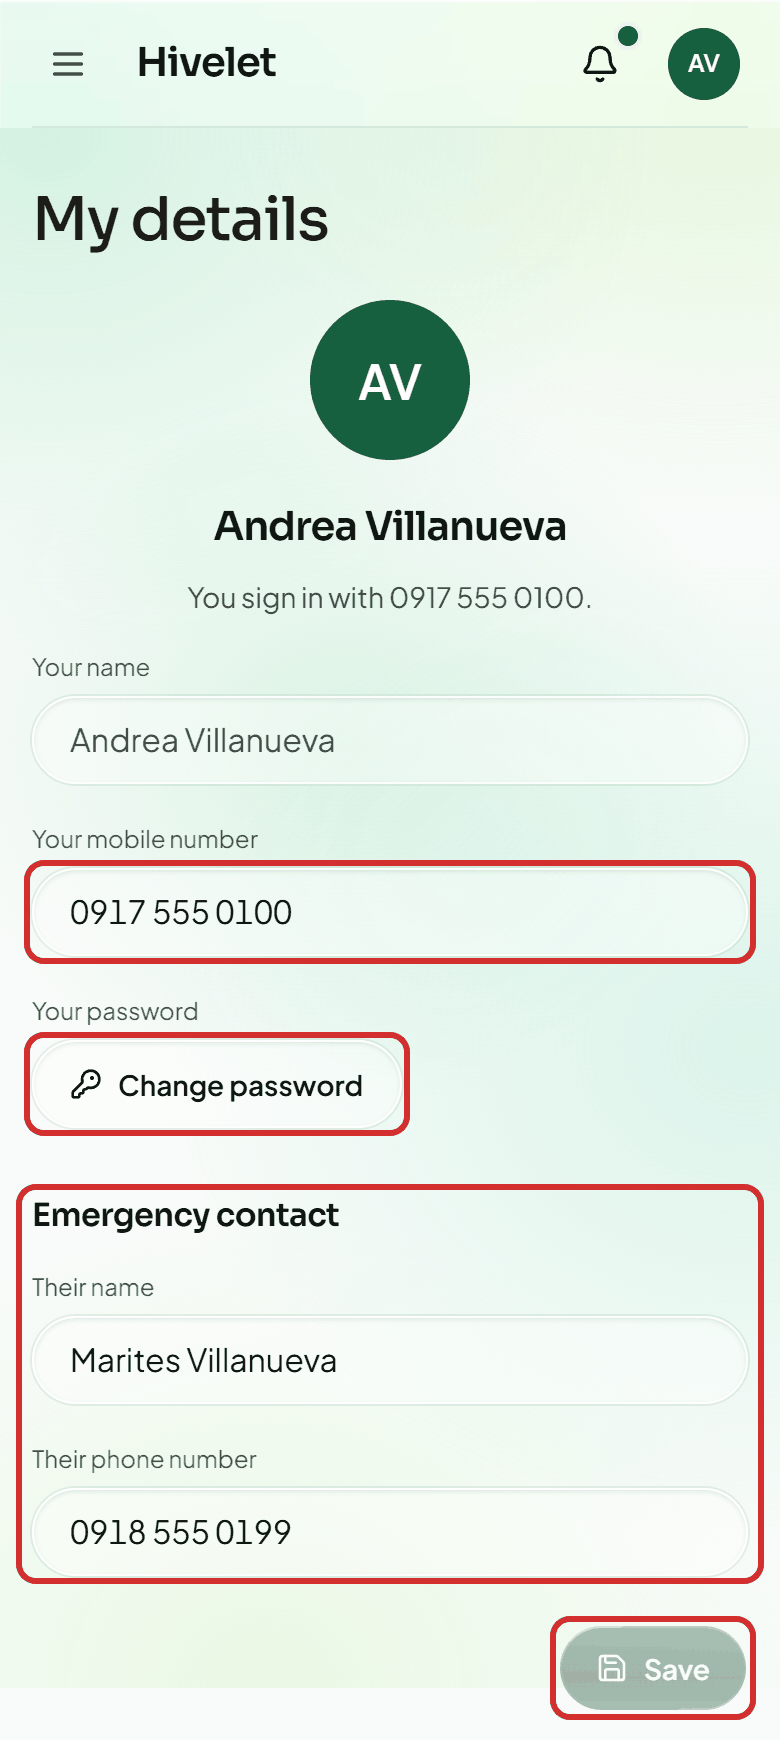 Hivelet
AV
My details
AV
Andrea Villanueva
You sign in with 0917 555 0100.
Your name
Andrea Villanueva
Your mobile number
0917 555 0100
Your password
Change password
Emergency contact
Their name
Marites Villanueva
Their phone number
0918 555 0199
Save